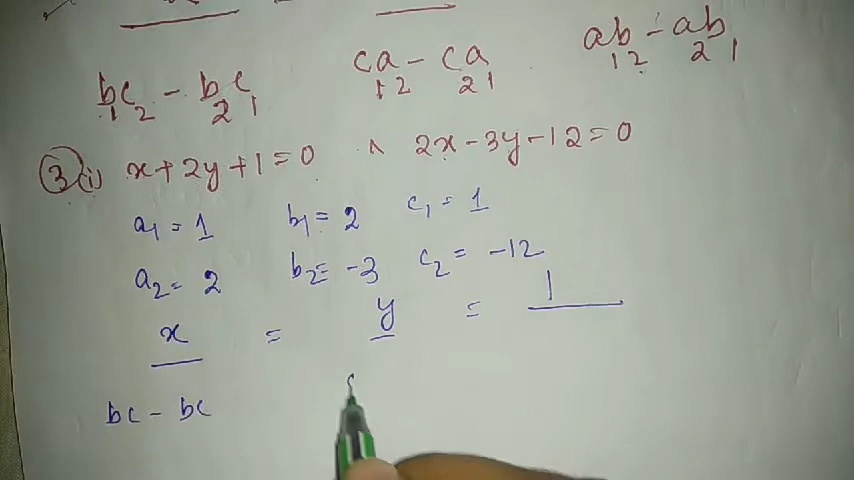 b₁c₂ - b₂c₁ c₁a₂ - c₂a₁ a₁b₂ - a₂b₁
③(i) x+2y+1=0 ^ 2x-3y-12=0
a₁=1 b₁=2 c₁=1
a₂=2 b₂=-3 c₂=-12
x = y = 1
bc - bc c